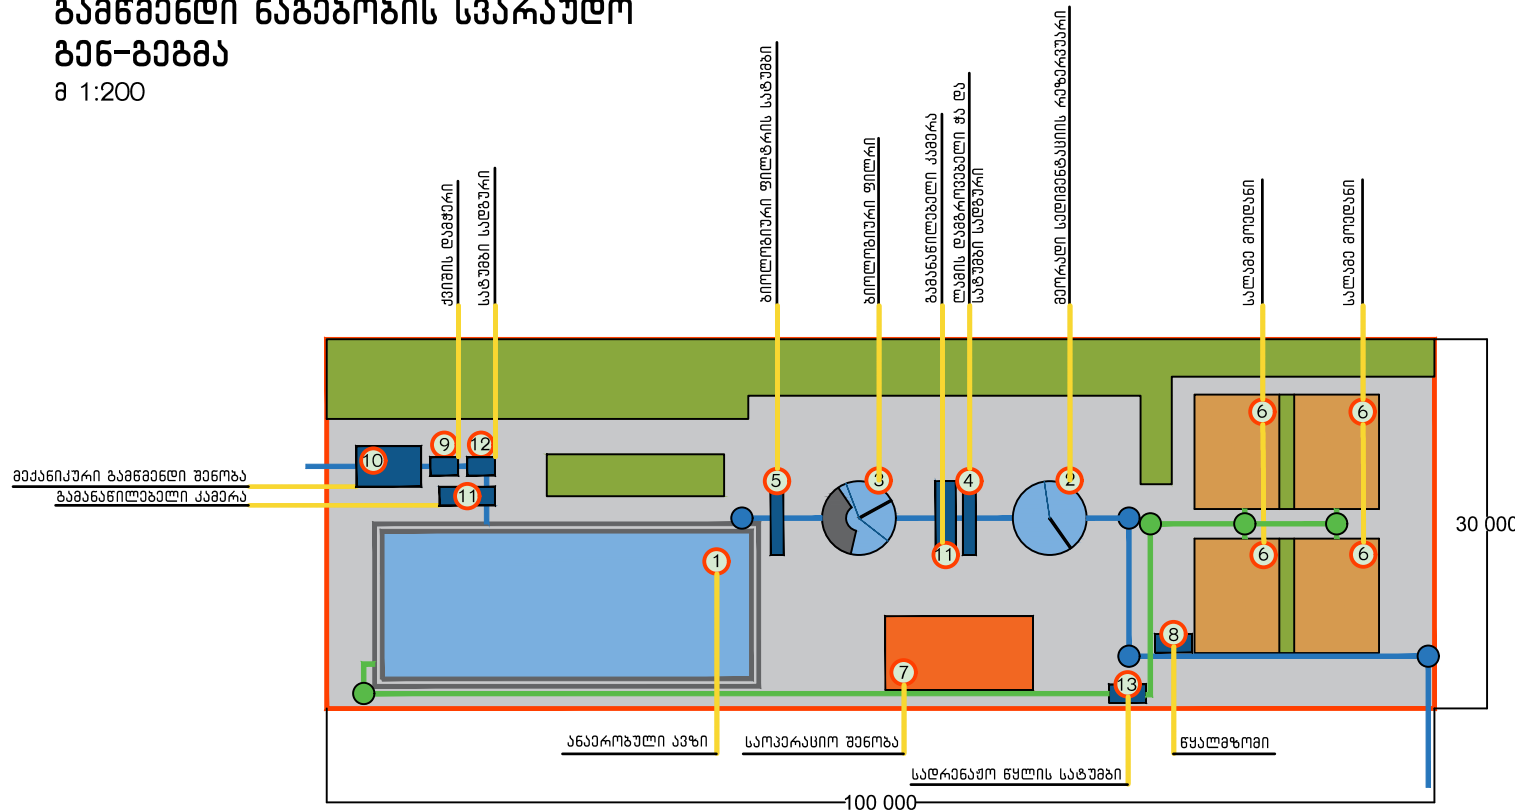 გამწმენდი ნაგებობის სავარაუდო
გენ-გეგმა
მ 1:200
ქვიშის დამჭერი
სატუმბი სადგური
ბიოლოგიური ფილტრის სატუმბი
ბიოლოგიური ფილრი
გამანაწილებელი კამერა
ლამის დამგროვებელი ჭა და
სატუმბი სადგური
მეორადი სედიმენტაციის რეზერვუარი
სალამე მოედანი
სალამე მოედანი
მექანიკური გამწმენდი შენობა
გამანაწილებელი კამერა
10
9
12
11
5
3
4
2
6
6
11
6
6
1
8
7
13
30 000
ანაერობული ავზი
საოპერაციო შენობა
წყალმზომი
სადრენაჟო წყლის სატუმბი
100 000